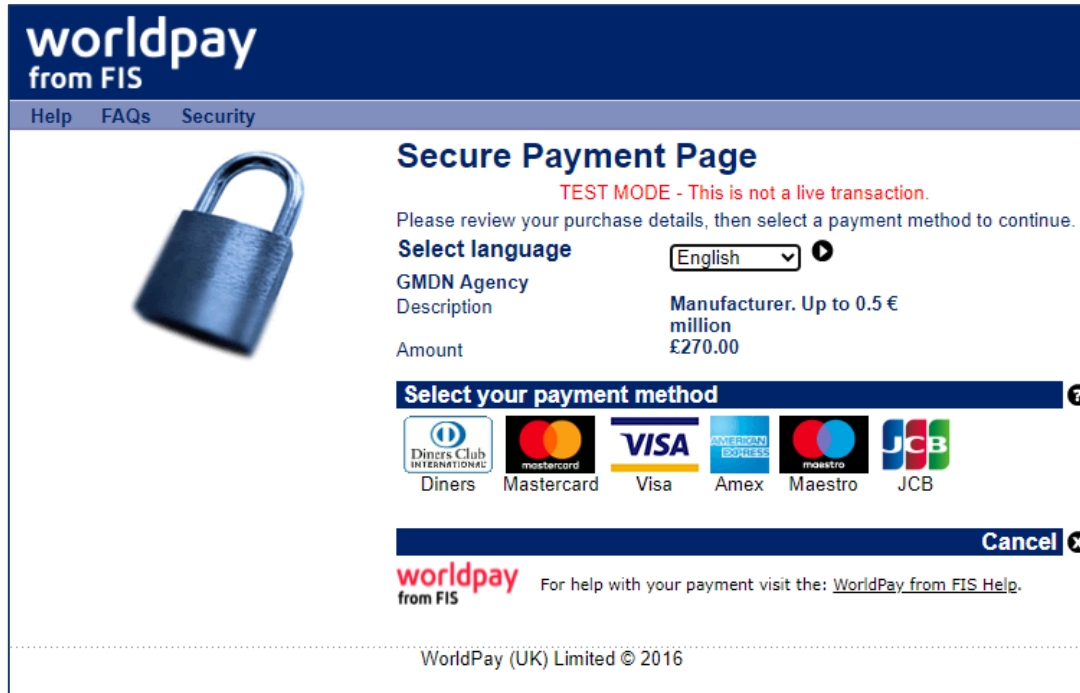 worldpay
from FIS
Help FAQs Security
Secure Payment Page
TEST MODE - This is not a live transaction.
Please review your purchase details, then select a payment method to continue.
Select language English
GMDN Agency
Description Manufacturer. Up to 0.5 €
million
Amount £270.00
Select your payment method ?
Diners Club
INTERNATIONAL
mastercard
VISA
AMERICAN
EXPRESS
maestro
JCB
Diners Mastercard Visa Amex Maestro JCB
Cancel
worldpay
from FIS
For help with your payment visit the: WorldPay from FIS Help.
WorldPay (UK) Limited © 2016